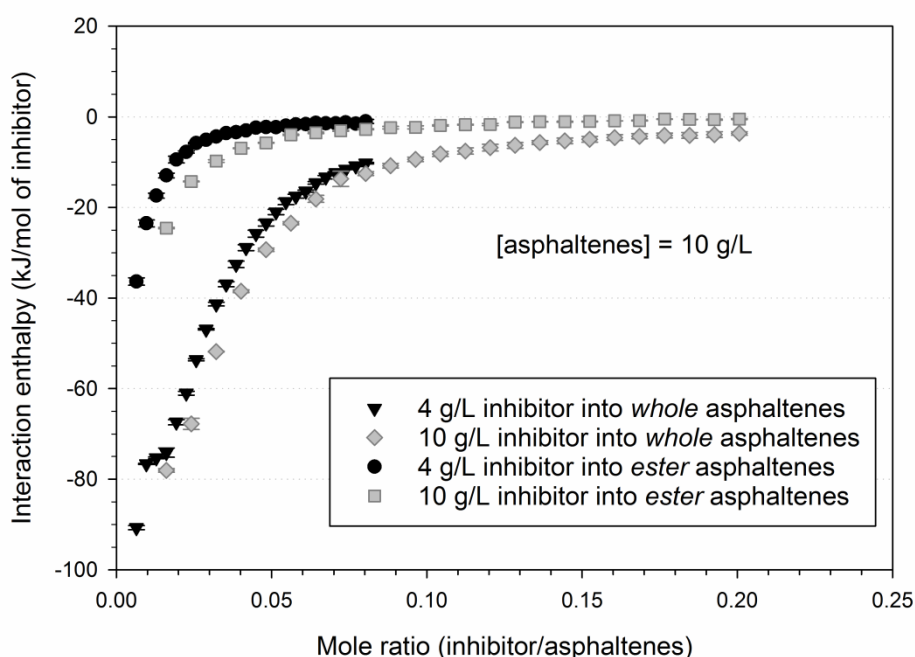 20
0
-20
-40
-60
-80
-100
Interaction enthalpy (kJ/mol of inhibitor)
[asphaltenes] = 10 g/L
4 g/L inhibitor into whole asphaltenes
10 g/L inhibitor into whole asphaltenes
4 g/L inhibitor into ester asphaltenes
10 g/L inhibitor into ester asphaltenes
0.00 0.05 0.10 0.15 0.20 0.25
Mole ratio (inhibitor/asphaltenes)